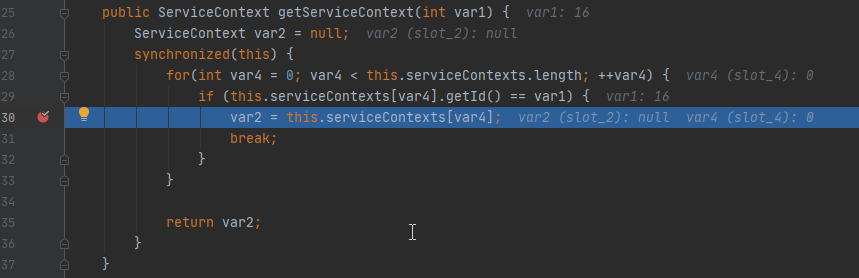 25 public ServiceContext getServiceContext(int var1) { var1: 16
26 ServiceContext var2 = null; var2 (slot_2): null
27 synchronized(this) {
28 for(int var4 = 0; var4 < this.serviceContexts.length; ++var4) { var4 (slot_4): 0
29 if (this.serviceContexts[var4].getId() == var1) { var1: 16
30 var2 = this.serviceContexts[var4]; var2 (slot_2): null var4 (slot_4): 0
31 break;
32 }
33 }
34
35 return var2;
36 }
37 }